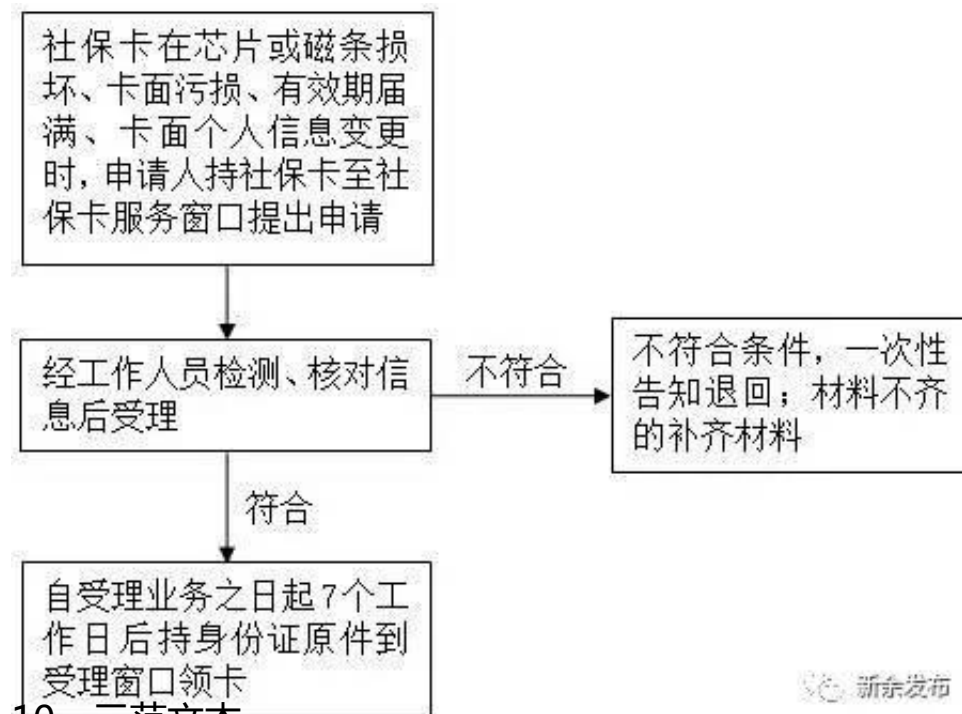 社保卡在芯片或磁条损
坏、卡面污损、有效期届
满、卡面个人信息变更
时，申请人持社保卡至社
保卡服务窗口提出申请
经工作人员检测、核对信
息后受理
不符合
不符合条件，一次性
告知退回；材料不齐
的补齐材料
符合
自受理业务之日起7个工
作日后持身份证原件到
受理窗口领卡
新余发布